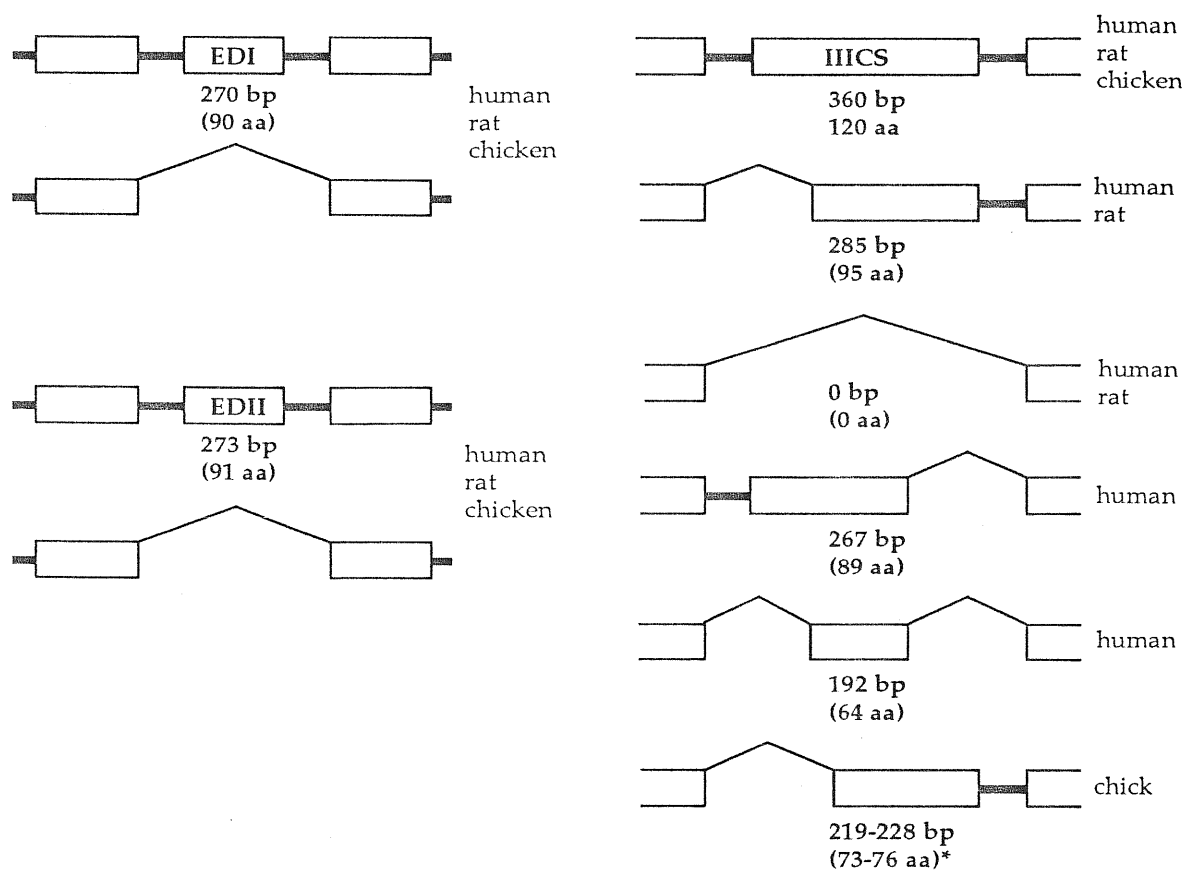 EDI
270 bp
(90 aa)
human
rat
chicken
EDII
273 bp
(91 aa)
human
rat
chicken
IIICS
360 bp
120 aa
human
rat
chicken
285 bp
(95 aa)
human
rat
0 bp
(0 aa)
human
rat
267 bp
(89 aa)
human
192 bp
(64 aa)
human
219-228 bp
(73-76 aa)*
chick